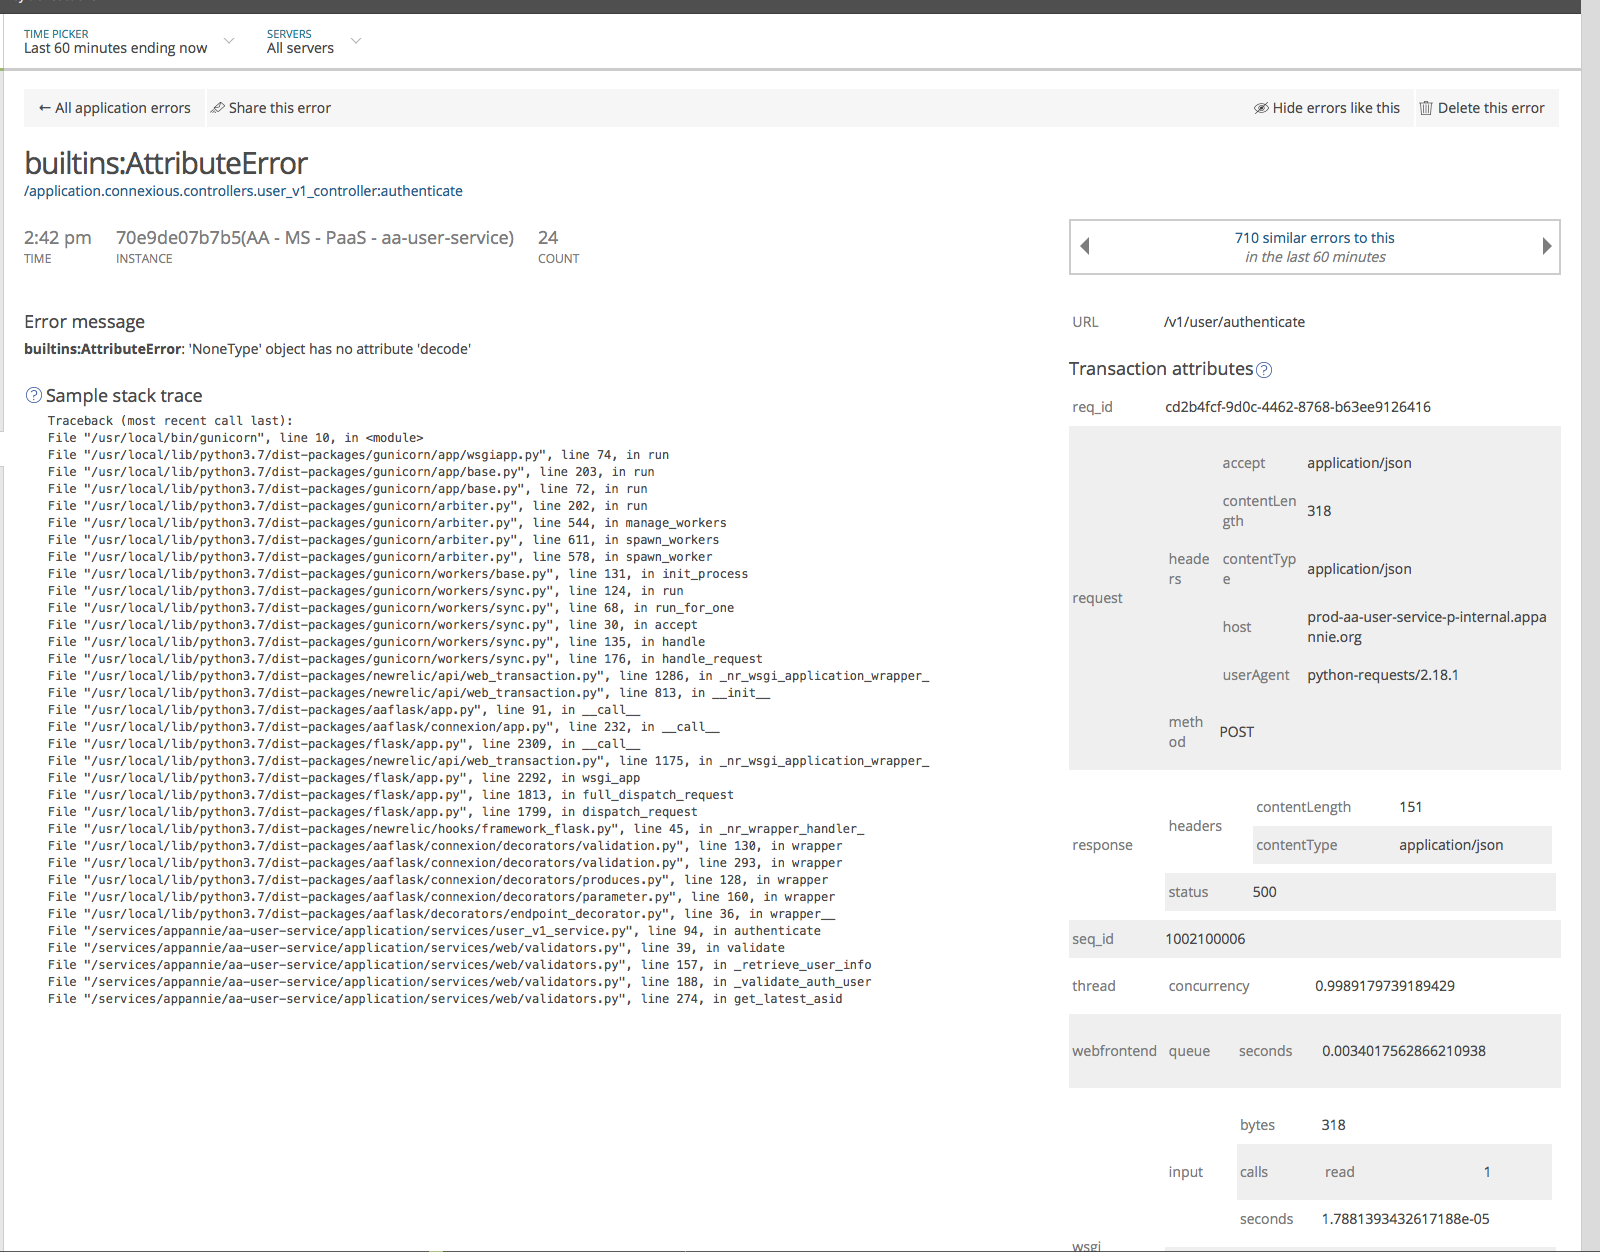 TIME PICKER
Last 60 minutes ending now
SERVERS
All servers
← All application errors
Share this error
Hide errors like this
Delete this error
builtins:AttributeError
/application.connexious.controllers.user_v1_controller:authenticate
2:42 pm
TIME
70e9de07b7b5(AA - MS - PaaS - aa-user-service)
INSTANCE
24
COUNT
710 similar errors to this
in the last 60 minutes
Error message
builtins:AttributeError: 'NoneType' object has no attribute 'decode'
? Sample stack trace
Traceback (most recent call last):
File "/usr/local/bin/gunicorn", line 10, in <module>
File "/usr/local/lib/python3.7/dist-packages/gunicorn/app/wsgiapp.py", line 74, in run
File "/usr/local/lib/python3.7/dist-packages/gunicorn/app/base.py", line 203, in run
File "/usr/local/lib/python3.7/dist-packages/gunicorn/app/base.py", line 72, in run
File "/usr/local/lib/python3.7/dist-packages/gunicorn/arbiter.py", line 202, in run
File "/usr/local/lib/python3.7/dist-packages/gunicorn/arbiter.py", line 544, in manage_workers
File "/usr/local/lib/python3.7/dist-packages/gunicorn/arbiter.py", line 611, in spawn_workers
File "/usr/local/lib/python3.7/dist-packages/gunicorn/arbiter.py", line 578, in spawn_worker
File "/usr/local/lib/python3.7/dist-packages/gunicorn/workers/base.py", line 131, in init_process
File "/usr/local/lib/python3.7/dist-packages/gunicorn/workers/sync.py", line 124, in run
File "/usr/local/lib/python3.7/dist-packages/gunicorn/workers/sync.py", line 68, in run_for_one
File "/usr/local/lib/python3.7/dist-packages/gunicorn/workers/sync.py", line 30, in accept
File "/usr/local/lib/python3.7/dist-packages/gunicorn/workers/sync.py", line 135, in handle
File "/usr/local/lib/python3.7/dist-packages/gunicorn/workers/sync.py", line 176, in handle_request
File "/usr/local/lib/python3.7/dist-packages/newrelic/api/web_transaction.py", line 1286, in _nr_wsgi_application_wrapper_
File "/usr/local/lib/python3.7/dist-packages/newrelic/api/web_transaction.py", line 813, in __init__
File "/usr/local/lib/python3.7/dist-packages/aaflask/app.py", line 91, in __call__
File "/usr/local/lib/python3.7/dist-packages/aaflask/connexion/app.py", line 232, in __call__
File "/usr/local/lib/python3.7/dist-packages/flask/app.py", line 2309, in __call__
File "/usr/local/lib/python3.7/dist-packages/newrelic/api/web_transaction.py", line 1175, in _nr_wsgi_application_wrapper_
File "/usr/local/lib/python3.7/dist-packages/flask/app.py", line 2292, in wsgi_app
File "/usr/local/lib/python3.7/dist-packages/flask/app.py", line 1813, in full_dispatch_request
File "/usr/local/lib/python3.7/dist-packages/flask/app.py", line 1799, in dispatch_request
File "/usr/local/lib/python3.7/dist-packages/newrelic/hooks/framework_flask.py", line 45, in _nr_wrapper_handler_
File "/usr/local/lib/python3.7/dist-packages/aaflask/connexion/decorators/validation.py", line 130, in wrapper
File "/usr/local/lib/python3.7/dist-packages/aaflask/connexion/decorators/validation.py", line 293, in wrapper
File "/usr/local/lib/python3.7/dist-packages/aaflask/connexion/decorators/produces.py", line 128, in wrapper
File "/usr/local/lib/python3.7/dist-packages/aaflask/connexion/decorators/parameter.py", line 160, in wrapper
File "/usr/local/lib/python3.7/dist-packages/aaflask/decorators/endpoint_decorator.py", line 36, in wrapper__
File "/services/appannie/aa-user-service/application/services/user_v1_service.py", line 94, in authenticate
File "/services/appannie/aa-user-service/application/services/web/validators.py", line 39, in validate
File "/services/appannie/aa-user-service/application/services/web/validators.py", line 157, in _retrieve_user_info
File "/services/appannie/aa-user-service/application/services/web/validators.py", line 188, in _validate_auth_user
File "/services/appannie/aa-user-service/application/services/web/validators.py", line 274, in get_latest_asid
URL /v1/user/authenticate
Transaction attributes ?
req_id cd2b4fcf-9d0c-4462-8768-b63ee9126416
request
heade
rs
accept application/json
contentLen
gth
318
contentTyp
e
application/json
host
prod-aa-user-service-p-internal.appa
nnie.org
userAgent python-requests/2.18.1
meth
od
POST
response
headers
contentLength 151
contentType application/json
status 500
seq_id 1002100006
thread concurrency 0.9989179739189429
webfrontend queue seconds 0.0034017562866210938
input
bytes 318
calls read 1
seconds 1.7881393432617188e-05
wsgi